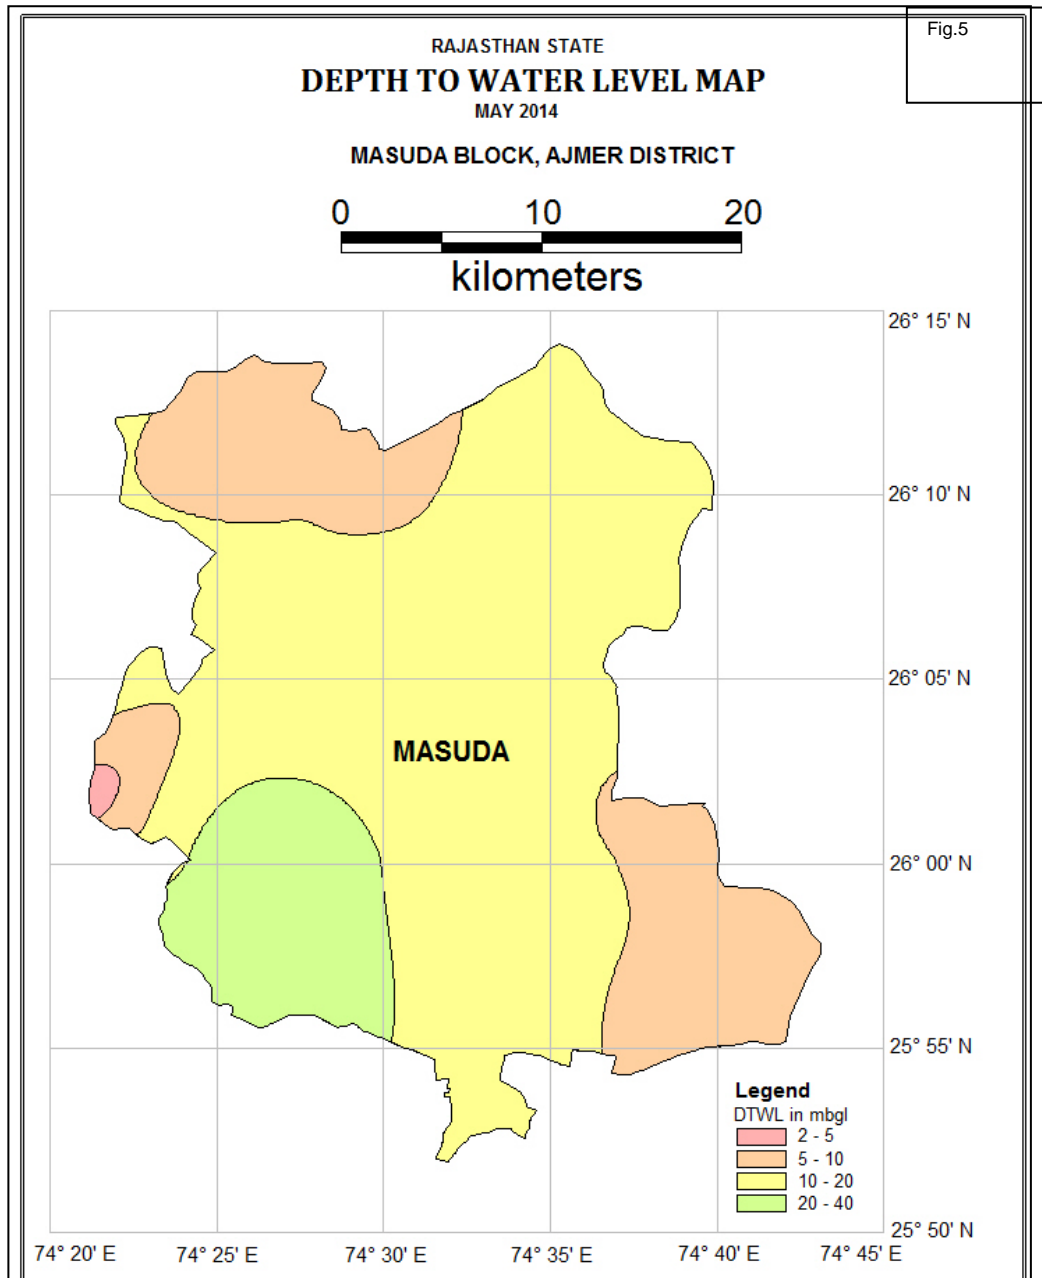 Fig.5
RAJASTHAN STATE
DEPTH TO WATER LEVEL MAP
MAY 2014
MASUDA BLOCK, AJMER DISTRICT
0 10 20
kilometers
26° 15' N
26° 10' N
26° 05' N
MASUDA
26° 00' N
25° 55' N
Legend
DTWL in mbgl
2 - 5
5 - 10
10 - 20
20 - 40
25° 50' N
74° 20' E 74° 25' E 74° 30' E 74° 35' E 74° 40' E 74° 45' E